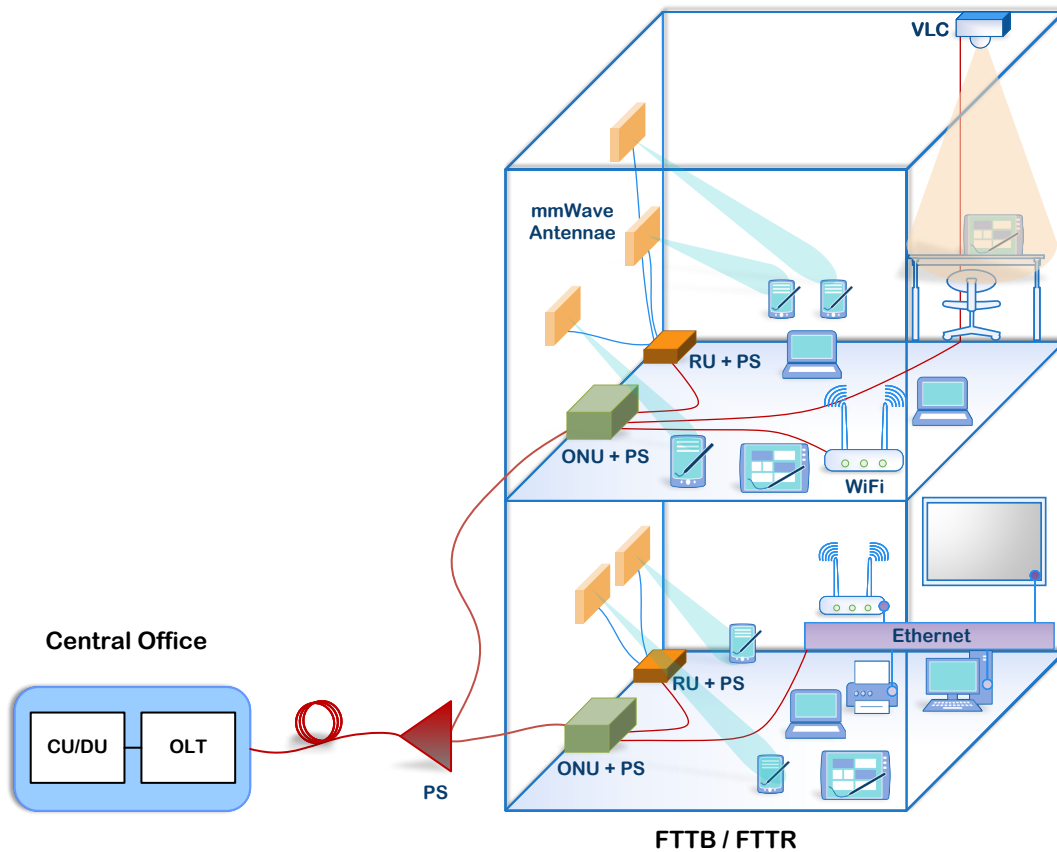 VLC
mmWave
Antennae
RU + PS
ONU + PS
WiFi
Ethernet
RU + PS
ONU + PS
Central Office
CU/DU
OLT
PS
FTTB / FTTR